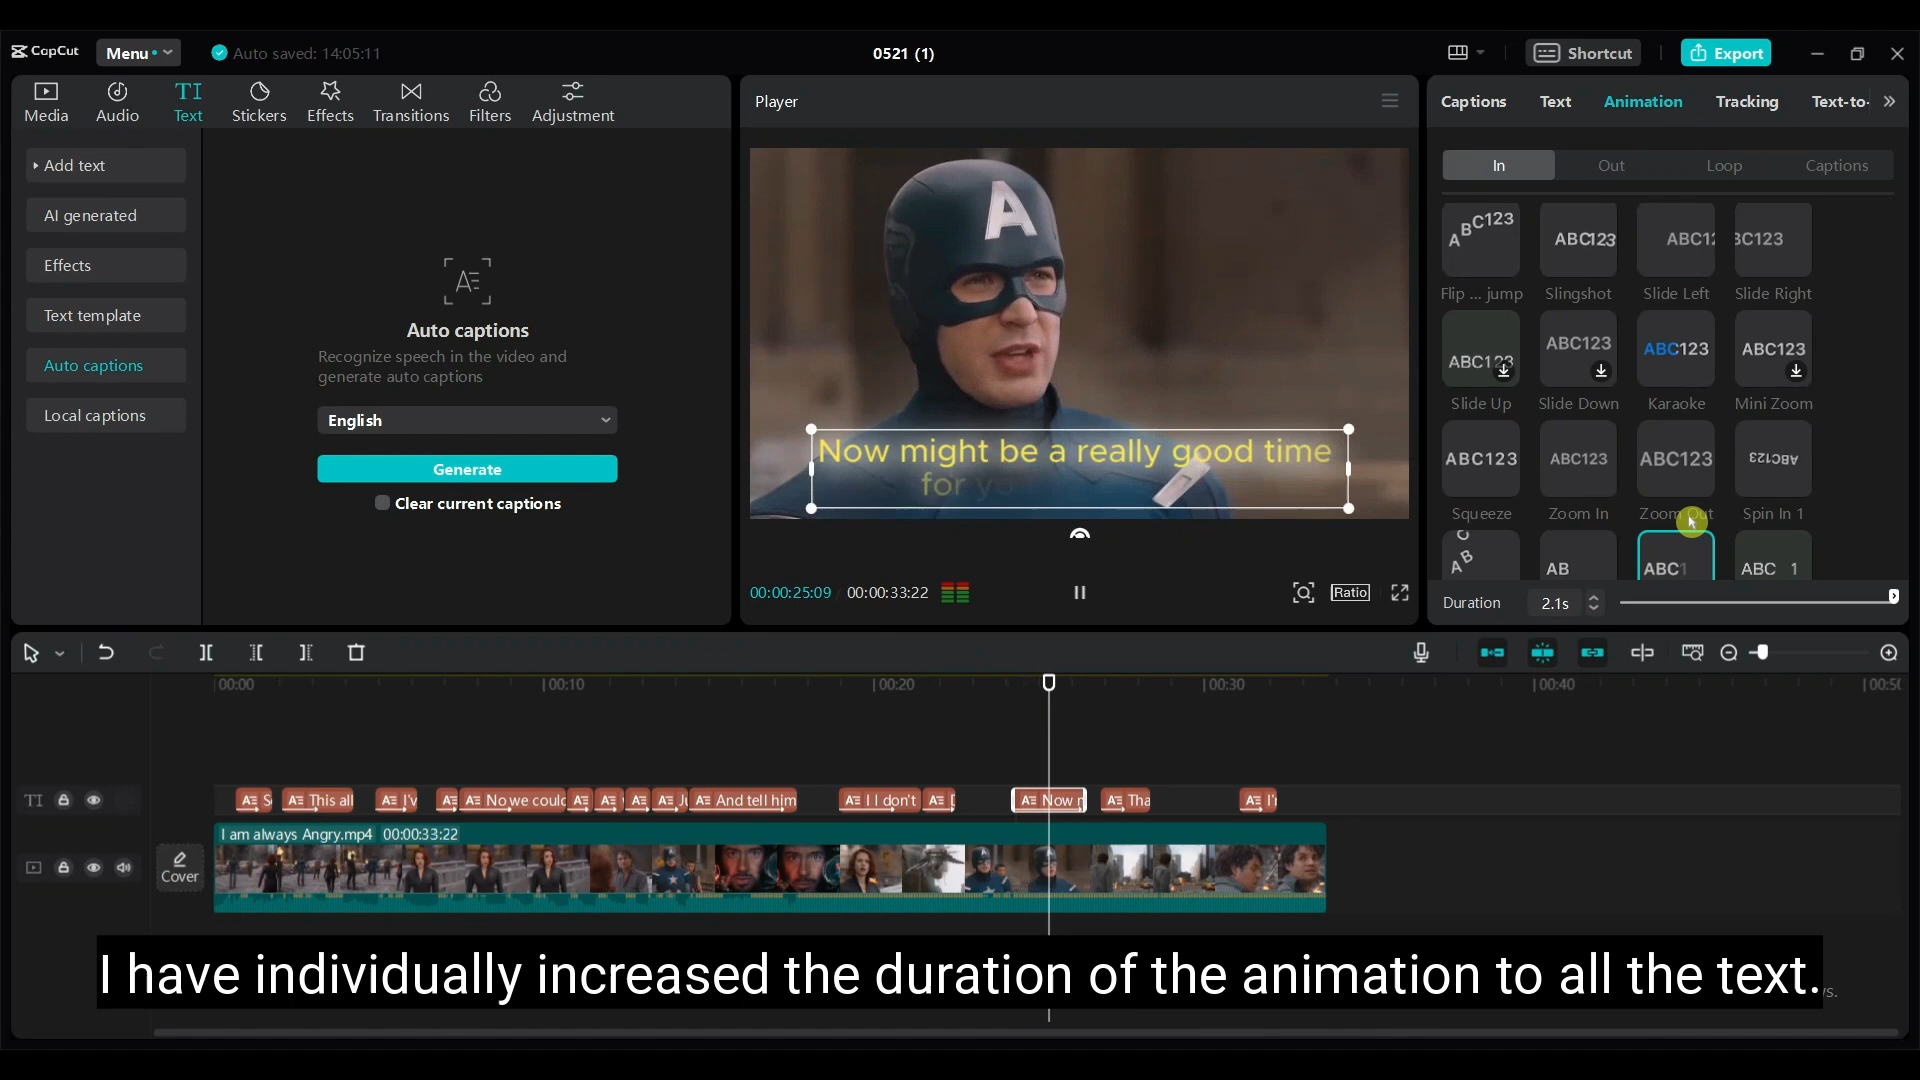 CapCut
Menu
Auto saved: 14:05:11
0521 (1)
Shortcut
Export
Media
Audio
TI
Text
Stickers
Effects
Transitions
Filters
Adjustment
Add text
AI generated
Effects
Text template
Auto captions
Local captions
Auto captions
Recognize speech in the video and
generate auto captions
English
Generate
Clear current captions
Player
A
Now might be a really good time
for y
00:00:25:09
00:00:33:22
Ratio
Captions
Text
Animation
Tracking
Text-to-
In
Out
Loop
Captions
ABC123
ABC123
ABC12
BC123
Flip ... jump
Slingshot
Slide Left
Slide Right
ABC123
ABC123
ABC123
ABC123
Slide Up
Slide Down
Karaoke
Mini Zoom
ABC123
ABC123
ABC123
ABC123
Squeeze
Zoom In
Zoom Out
Spin In 1
A B C
AB
ABC1
ABC 1
Duration
2.1s
00:00
00:10
00:20
00:30
00:40
00:50
TI
This all
I'v
No we could
And tell him
I I don't
Now
Tha
I'
I am always Angry.mp4 00:00:33:22
Cover
I have individually increased the duration of the animation to all the text.